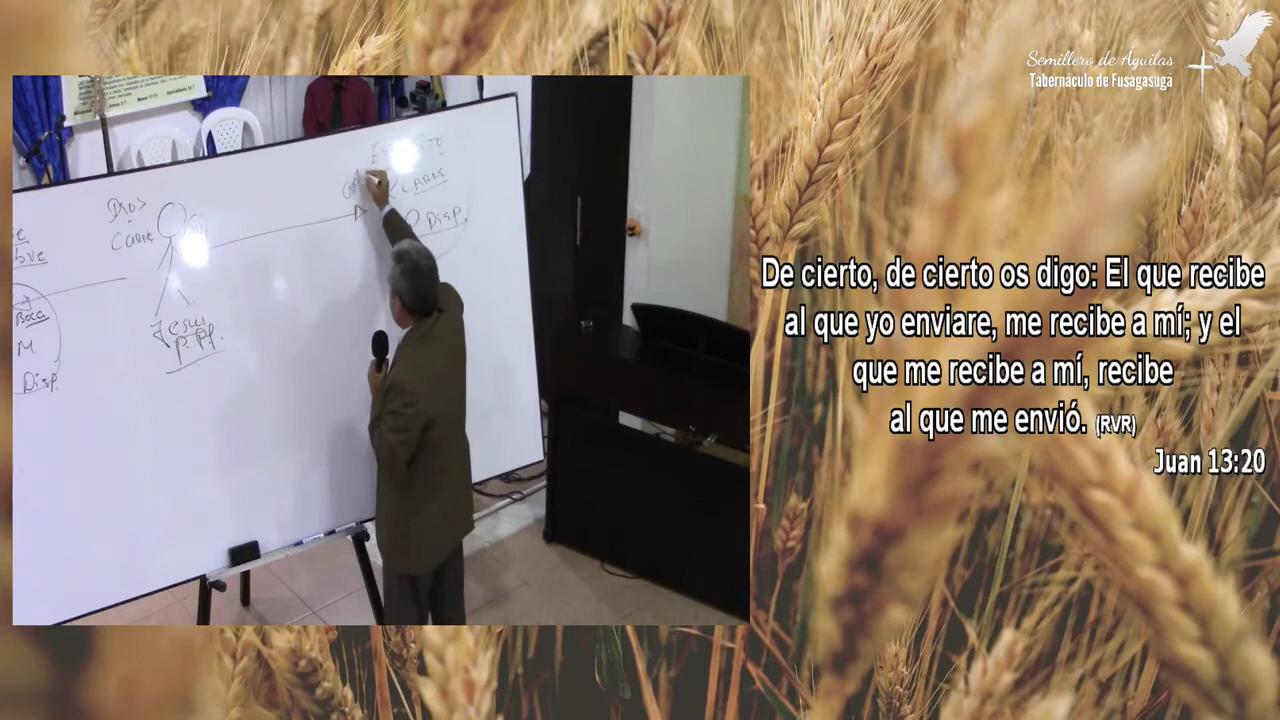 Semillero de Águilas
Tabernáculo de Fusagasugá
De cierto, de cierto os digo: El que recibe
al que yo enviare, me recibe a mí; y el
que me recibe a mí, recibe
al que me envió. (RVR)
Juan 13:20
CARNE
Disp.
Dios
Carne
Jesus
Boca
M
Disp.